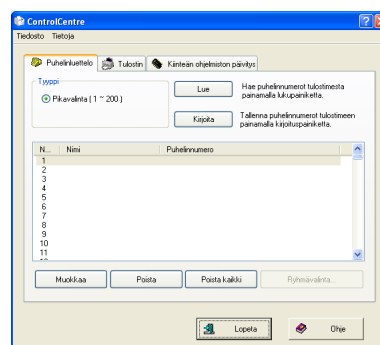 ControlCentre
Tiedosto Tietoja
Puhelinluettelo Tulostin Kiinteän ohjelmiston päivitys
Tyyppi
Pikavalinta ( 1 ~ 200 )
Lue
Hae puhelinnumerot tulostimesta
painamalla lukupainiketta.
Kirjoita
Tallenna puhelinnumerot tulostimeen
painamalla kirjoituspainiketta.
N... Nimi Puhelinnumero
1
2
3
4
5
6
7
8
9
10
11
Muokkaa Poista Poista kaikki Ryhmävalinta...
Lopeta Ohje